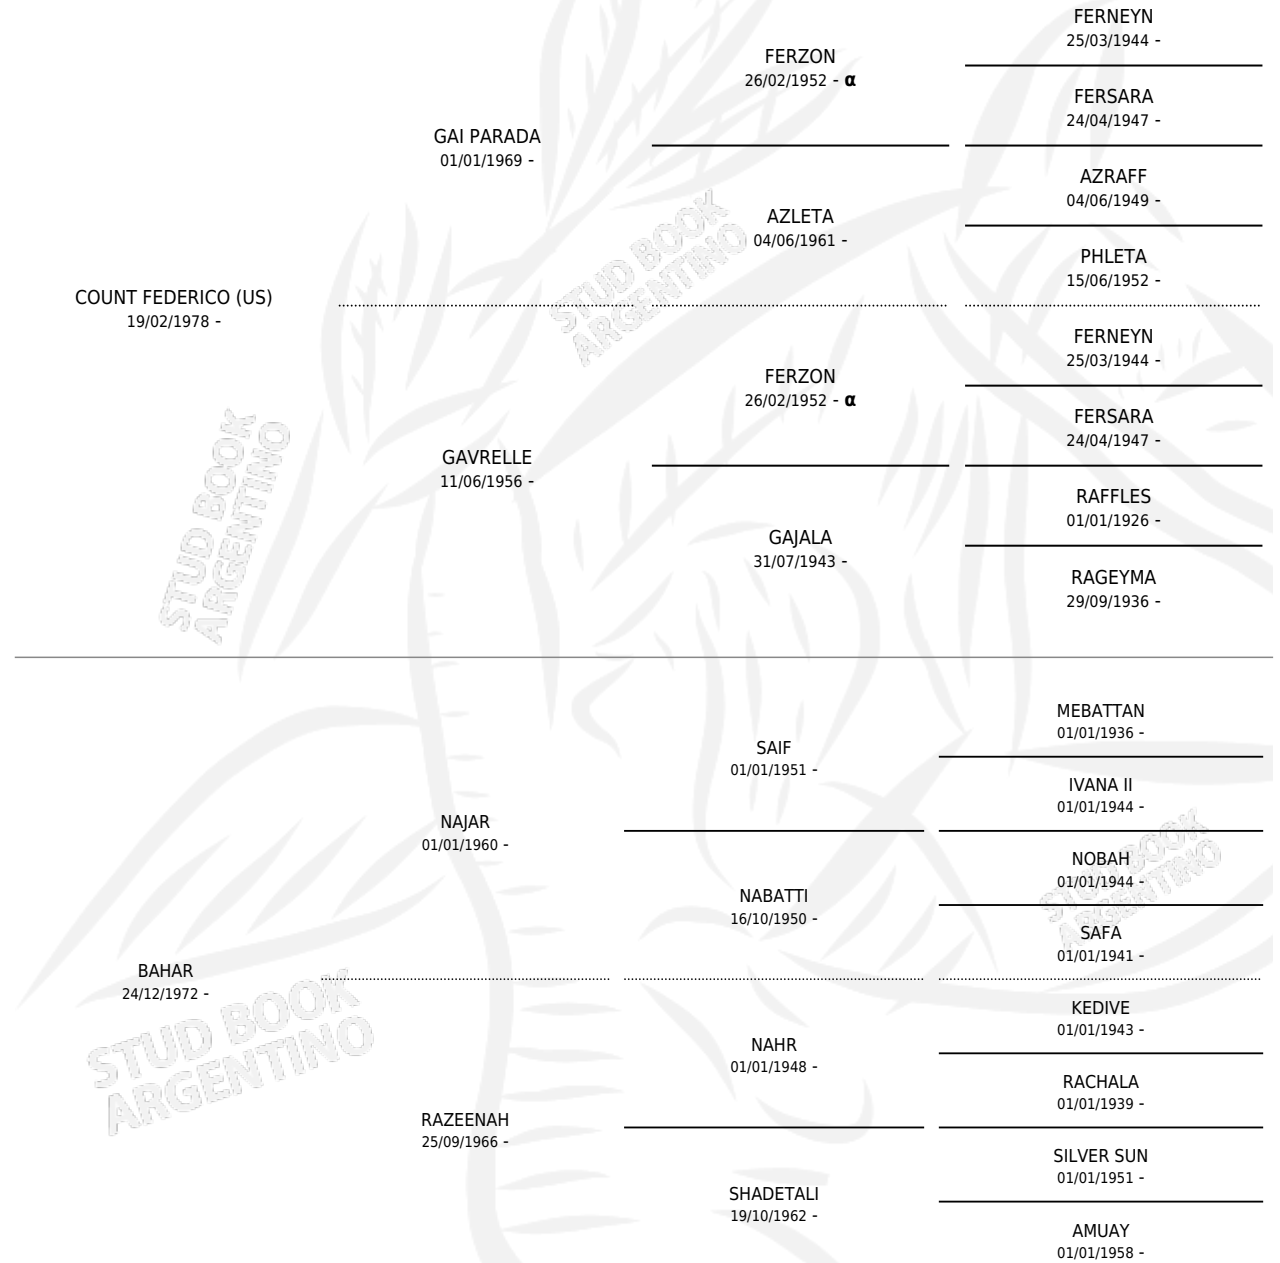 FERNEYN
25/03/1944 -
FERZON
26/02/1952 - α
FERSARA
24/04/1947 -
GAI PARADA
01/01/1969 -
AZRAFF
04/06/1949 -
AZLETA
04/06/1961 -
PHLETA
15/06/1952 -
COUNT FEDERICO (US)
19/02/1978 -
FERNEYN
25/03/1944 -
FERZON
26/02/1952 - α
FERSARA
24/04/1947 -
GAVRELLE
11/06/1956 -
RAFFLES
01/01/1926 -
GAJALA
31/07/1943 -
RAGEYMA
29/09/1936 -
MEBATTAN
01/01/1936 -
SAIF
01/01/1951 -
IVANA II
01/01/1944 -
NAJAR
01/01/1960 -
NOBAH
01/01/1944 -
NABATTI
16/10/1950 -
SAFA
01/01/1941 -
BAHAR
24/12/1972 -
KEDIVE
01/01/1943 -
NAHR
01/01/1948 -
RACHALA
01/01/1939 -
RAZEENAH
25/09/1966 -
SILVER SUN
01/01/1951 -
SHADETALI
19/10/1962 -
AMUAY
01/01/1958 -
STUD BOOK
ARGENTINO
STUD BOOK
ARGENTINO
STUD BOOK
ARGENTINO
STUD BOOK
ARGENTINO